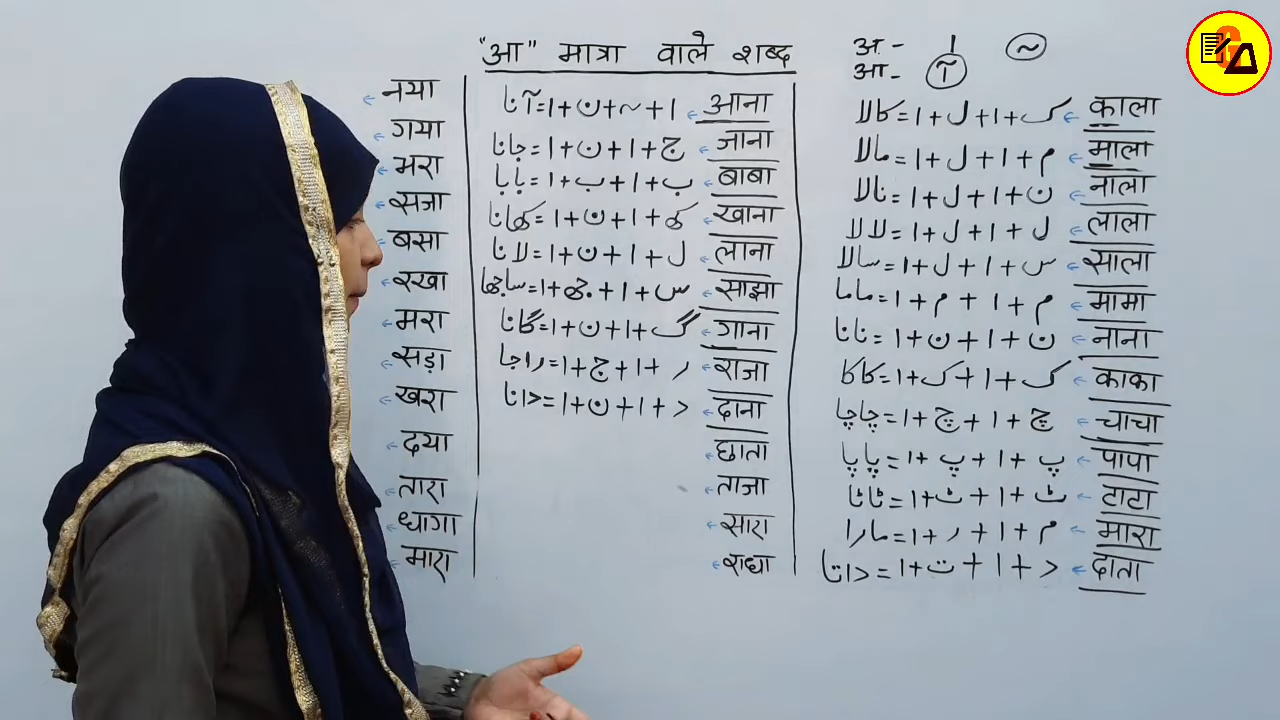 "आ" मात्रा वाले शब्द
अ - ا ~
आ - آ
काला ← ک + ا + ل + ا = کالا
माला م + ا + ل + ا = مالا
नाला ن + ا + ل + ا = نالا
लाला ل + ا + ل + ا = لالا
साला ← س + ا + ل + ا = سالا
मामा م + ا + م + ا = ماما
नाना ن + ا + ن + ا = نانا
काका ک + ا + ک + ا = کاکا
चाचा چ + ا + چ + ا = چاچا
पापा ← پ + ا + پ + ا = پاپا
टाटा ← ٹ + ا + ٹ + ا = ٹاٹا
मारा ← م + ا + ر + ا = مارا
दाता ← د + ا + ت + ا = داتا
आना ← ا + ~ + ن + ا = آنا
जाना ← ج + ا + ن + ا = جانا
बाबा ← ب + ا + ب + ا = بابا
खाना ← کھ + ا + ن + ا = کھانا
लाना ← ل + ا + ن + ا = لانا
साझा ← س + ا + جھ + ا = ساجھا
गाना ← گ + ا + ن + ا = گانا
राजा ← ر + ا + ج + ا = راجا
दाना ← د + ا + ن + ا = دانا
छाता ←
ताजा ←
सारा ←
राधा ←
नया ←
गया ←
भरा ←
सजा ←
बसा ←
रखा ←
मरा ←
सड़ा ←
खरा ←
दया ←
तारा ←
धागा ←
मारा ←